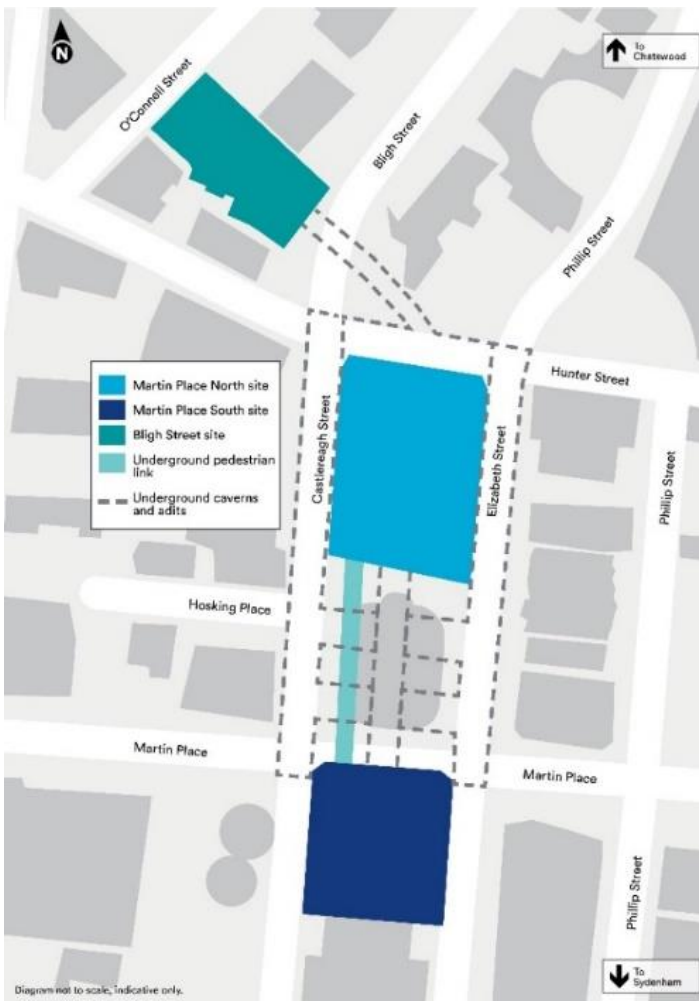 N
To
Chatswood
O'Connell Street
Bligh Street
Phillip Street
Hunter Street
Martin Place North site
Martin Place South site
Bligh Street site
Underground pedestrian
link
Underground caverns
and adits
Castlereagh Street
Elizabeth Street
Phillip Street
Hosking Place
Martin Place
Martin Place
Phillip Street
To
Sydenham
Diagram not to scale, indicative only.